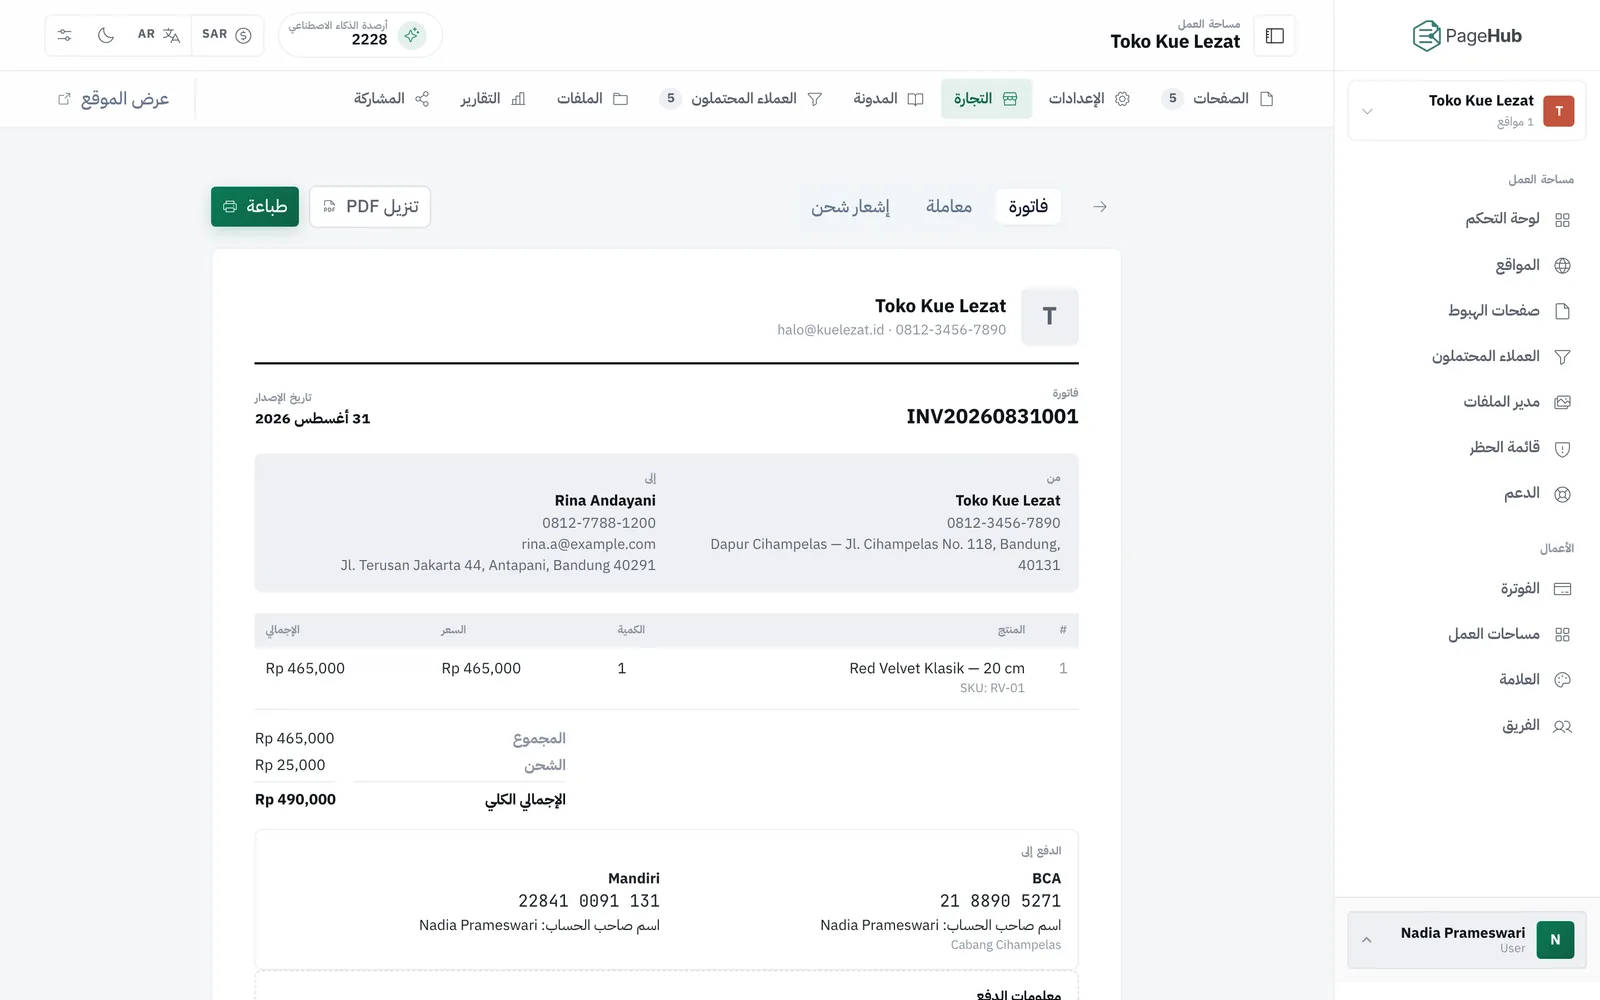 PageHub
Toko Kue Lezat
1 مواقع
T
مساحة العمل
لوحة التحكم
المواقع
صفحات الهبوط
العملاء المحتملون
مدير الملفات
قائمة الحظر
الدعم
الأعمال
الفوترة
مساحات العمل
العلامة
الفريق
Nadia Prameswari
User
N
مساحة العمل
Toko Kue Lezat
أرصدة الذكاء الاصطناعي
2228
SAR
AR
الصفحات 5
الإعدادات
التجارة
المدونة
العملاء المحتملون 5
الملفات
التقارير
المشاركة
عرض الموقع
فاتورة
معاملة
إشعار شحن
تنزيل PDF
طباعة
T
Toko Kue Lezat
halo@kuelezat.id · 0812-3456-7890
فاتورة
INV20260831001
تاريخ الإصدار
31 أغسطس 2026
من
Toko Kue Lezat
0812-3456-7890
Dapur Cihampelas — Jl. Cihampelas No. 118, Bandung,
40131
إلى
Rina Andayani
0812-7788-1200
rina.a@example.com
Jl. Terusan Jakarta 44, Antapani, Bandung 40291
# المنتج الكمية السعر الإجمالي
1 Red Velvet Klasik — 20 cm 1 Rp 465,000 Rp 465,000
SKU: RV-01
المجموع Rp 465,000
الشحن Rp 25,000
الإجمالي الكلي Rp 490,000
الدفع إلى
BCA
21 8890 5271
اسم صاحب الحساب: Nadia Prameswari
Cabang Cihampelas
Mandiri
22841 0091 131
اسم صاحب الحساب: Nadia Prameswari
معلومات الدفع